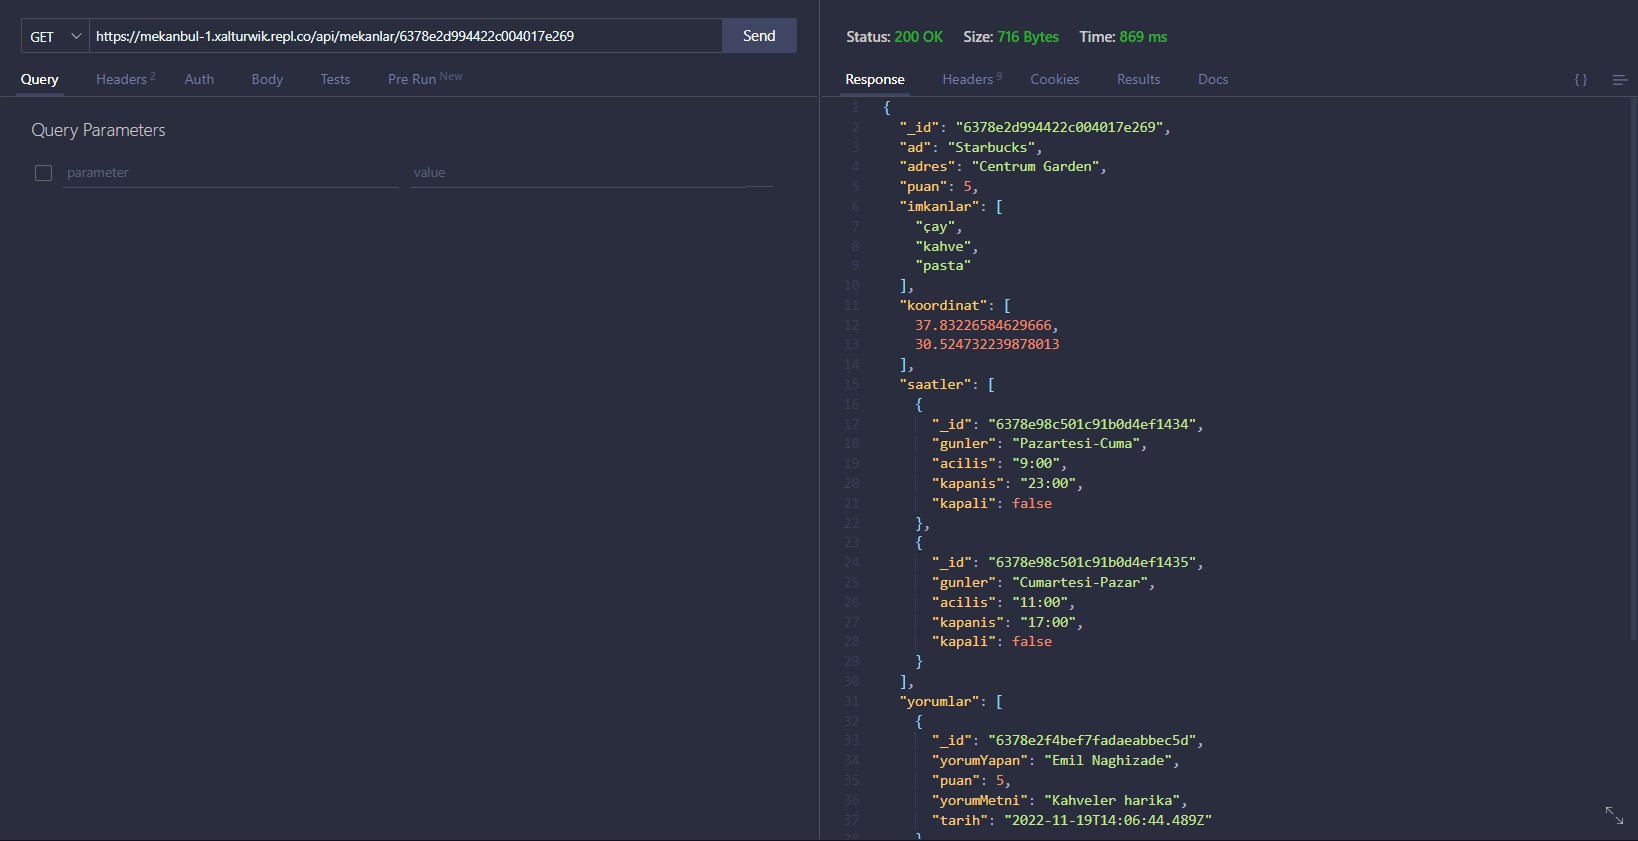 GET https://mekanbul-1.xalturwik.repl.co/api/mekanlar/6378e2d994422c004017e269 Send
Query Headers 2 Auth Body Tests Pre Run New
Query Parameters
parameter value
Status: 200 OK Size: 716 Bytes Time: 869 ms
Response Headers 9 Cookies Results Docs { }
1 {
2 "_id": "6378e2d994422c004017e269",
3 "ad": "Starbucks",
4 "adres": "Centrum Garden",
5 "puan": 5,
6 "imkanlar": [
7 "çay",
8 "kahve",
9 "pasta"
10 ],
11 "koordinat": [
12 37.83226584629666,
13 30.524732239878013
14 ],
15 "saatler": [
16 {
17 "_id": "6378e98c501c91b0d4ef1434",
18 "gunler": "Pazartesi-Cuma",
19 "acilis": "9:00",
20 "kapanis": "23:00",
21 "kapali": false
22 },
23 {
24 "_id": "6378e98c501c91b0d4ef1435",
25 "gunler": "Cumartesi-Pazar",
26 "acilis": "11:00",
27 "kapanis": "17:00",
28 "kapali": false
29 }
30 ],
31 "yorumlar": [
32 {
33 "_id": "6378e2f4bef7fadaeabbec5d",
34 "yorumYapan": "Emil Naghizade",
35 "puan": 5,
36 "yorumMetni": "Kahveler harika",
37 "tarih": "2022-11-19T14:06:44.489Z"
38 }